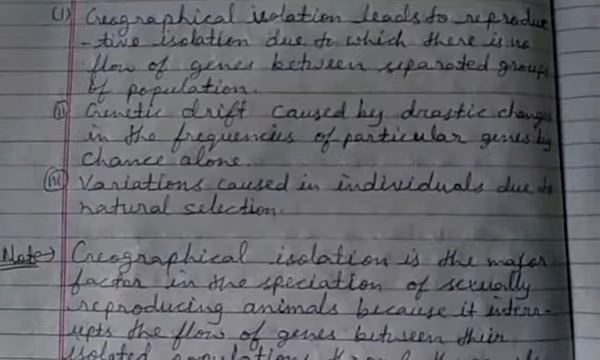 (i) Geographical isolation leads to reproduc
-tive isolation due to which there is no
flow of genes between separated groups
of population.
(ii) Genetic drift caused by drastic changes
in the frequencies of particular genes by
chance alone.
(iii) Variations caused in individuals due to
natural selection.
Note→ Geographical isolation is the major
factor in the speciation of sexually
reproducing animals because it interr-
upts the flow of genes between their
isolated populations